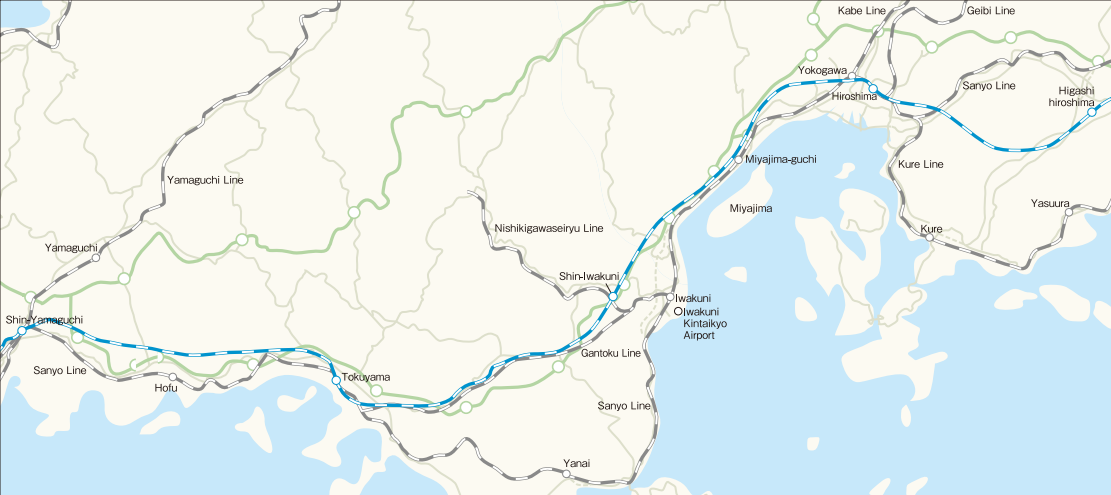 Kabe Line
Geibi Line
Yokogawa
Hiroshima
Sanyo Line
Higashi
hiroshima
Miyajima-guchi
Kure Line
Yamaguchi Line
Miyajima
Yasuura
Nishikigawaseiryu Line
Kure
Yamaguchi
Shin-Iwakuni
Iwakuni
Iwakuni
Kintaikyo
Airport
Shin-Yamaguchi
Gantoku Line
Sanyo Line
Tokuyama
Hofu
Sanyo Line
Yanai